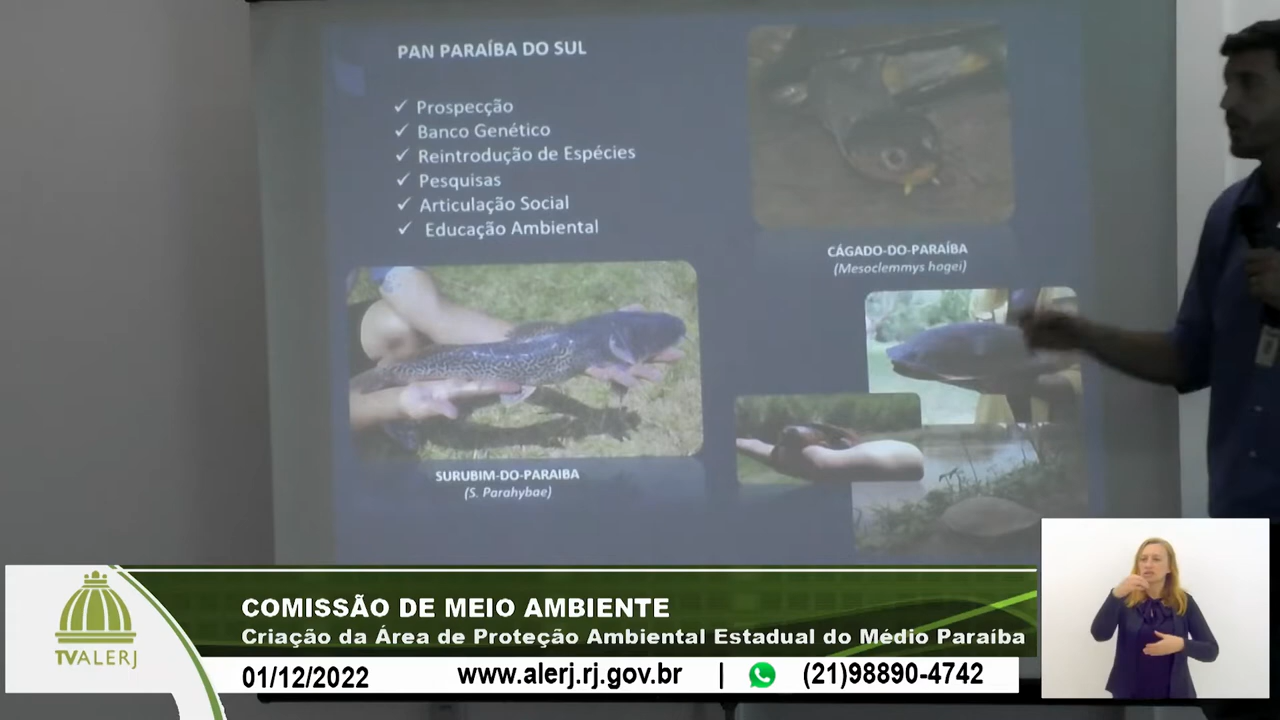 PAN PARAÍBA DO SUL
✓ Prospecção
✓ Banco Genético
✓ Reintrodução de Espécies
✓ Pesquisas
✓ Articulação Social
✓ Educação Ambiental
CÁGADO-DO-PARAÍBA
(Mesoclemmys hogei)
SURUBIM-DO-PARAIBA
(S. Parahybae)
COMISSÃO DE MEIO AMBIENTE
Criação da Área de Proteção Ambiental Estadual do Médio Paraíba
TVALERJ
01/12/2022 www.alerj.rj.gov.br | (21)98890-4742